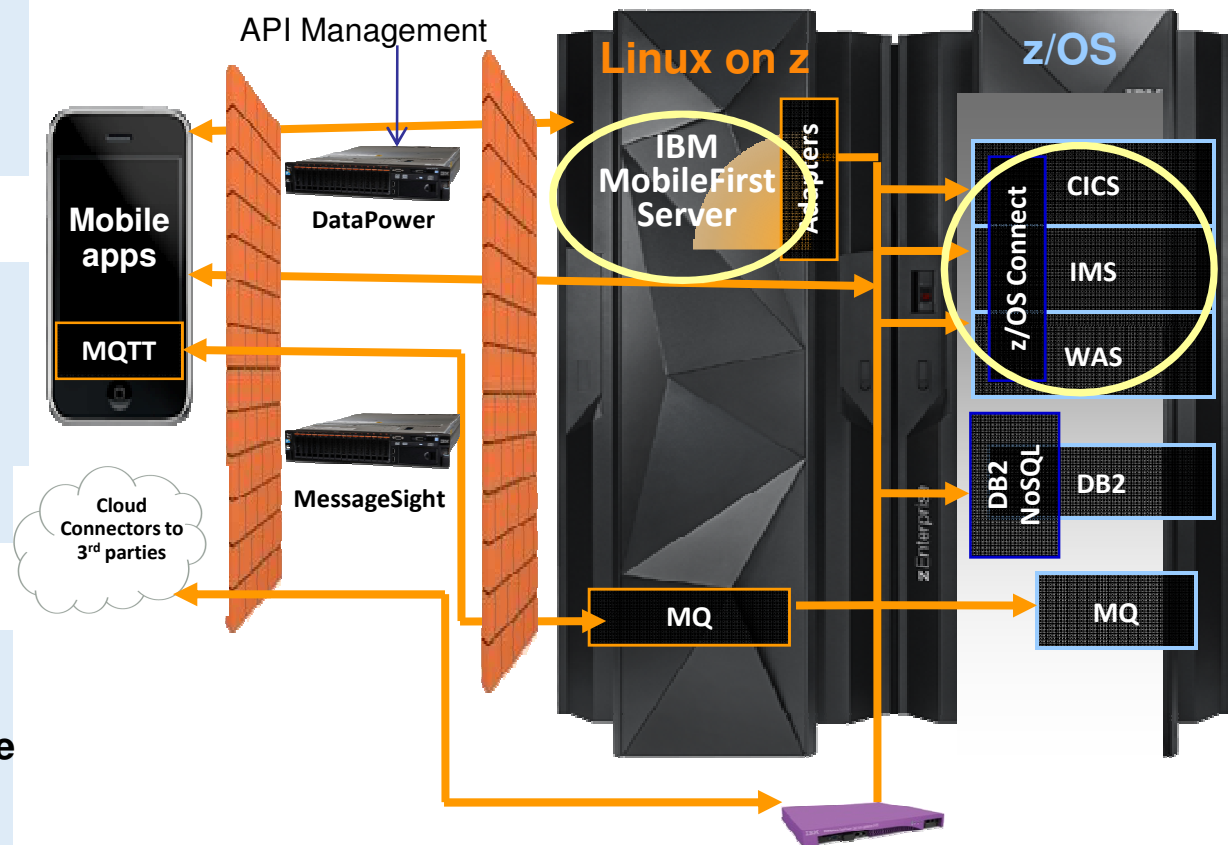 API Management
Linux on z
z/OS
Mobile
apps
MQTT
DataPower
IBM
MobileFirst
Server
Adapters
z/OS Connect
CICS
IMS
WAS
MessageSight
Cloud
Connectors to
3rd parties
DB2
NoSQL
DB2
zEnterprise
MQ
MQ
e